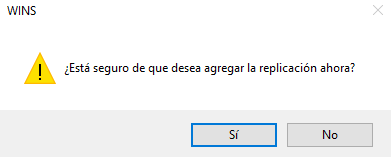 WINS
¿Está seguro de que desea agregar la replicación ahora?
Sí
No